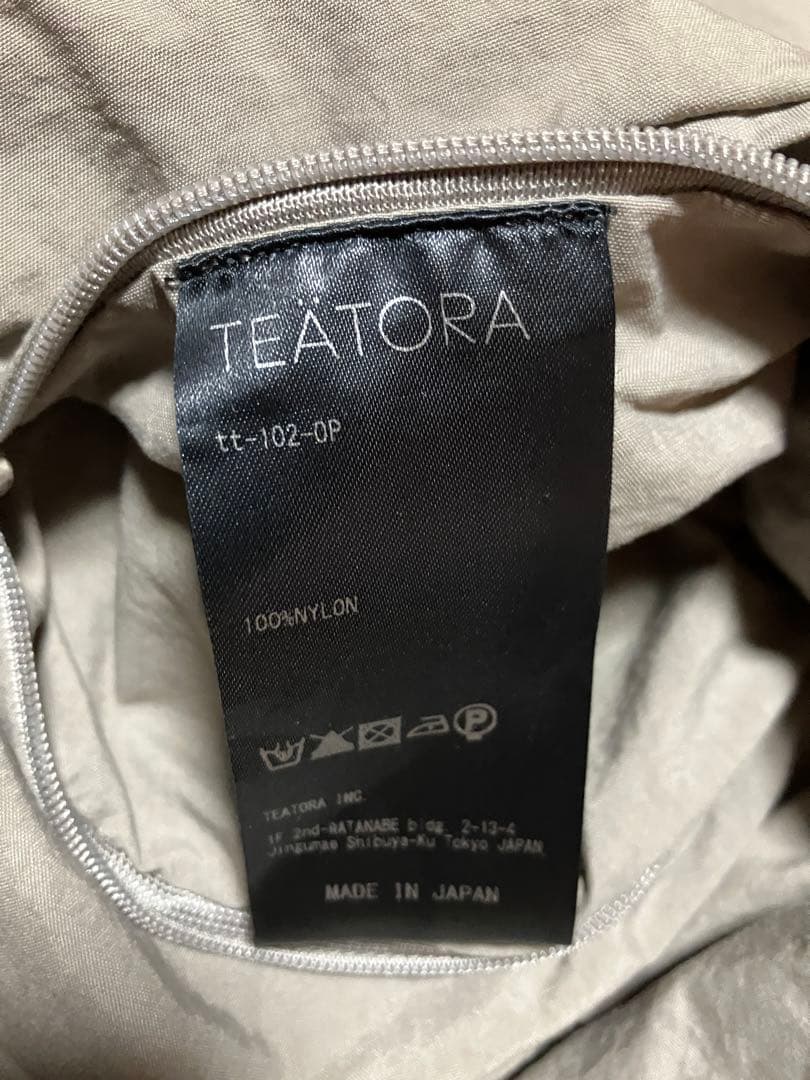 TEÄTORA
tt-102-OP
100%NYLON
P
TEATORA INC.
1F 2nd-WATANABE bldg. 2-13-4
Jingumae Shibuya-Ku Tokyo JAPAN
MADE IN JAPAN